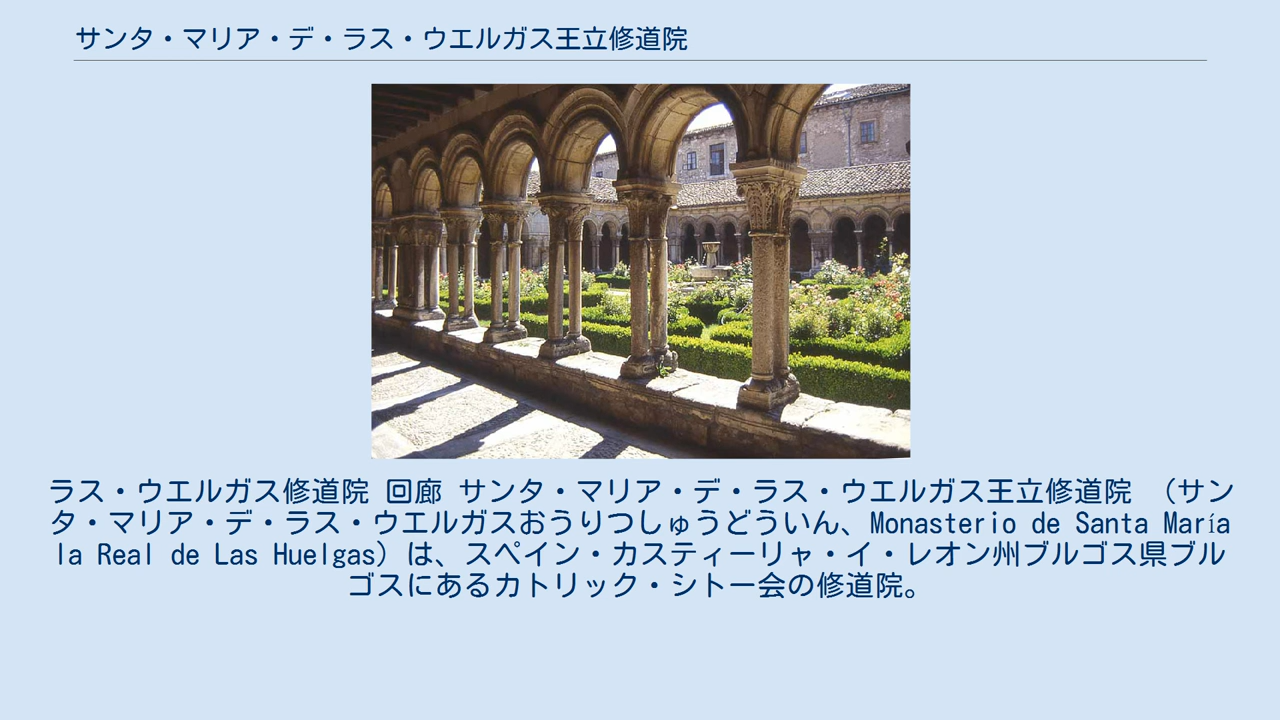 サンタ・マリア・デ・ラス・ウエルガス王立修道院
ラス・ウエルガス修道院 回廊 サンタ・マリア・デ・ラス・ウエルガス王立修道院 （サン
タ・マリア・デ・ラス・ウエルガスおうりつしゅうどういん、Monasterio de Santa María
la Real de Las Huelgas）は、スペイン・カスティーリャ・イ・レオン州ブルゴス県ブル
ゴスにあるカトリック・シトー会の修道院。